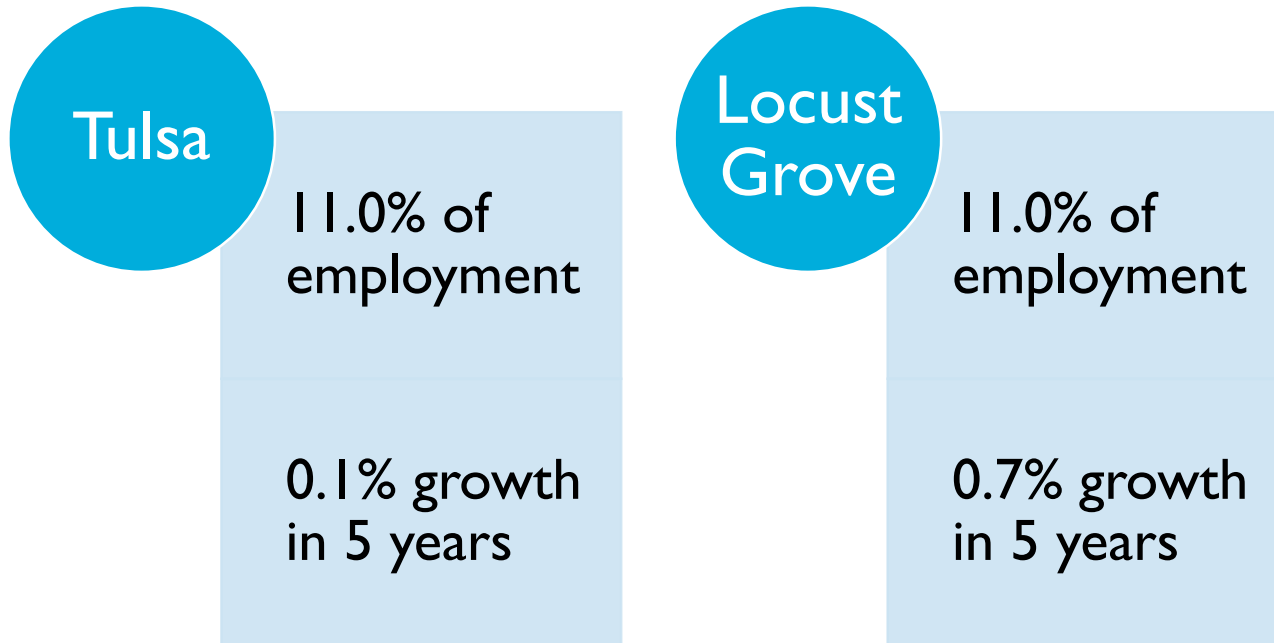 Tulsa
11.0% of
employment
0.1% growth
in 5 years
Locust
Grove
11.0% of
employment
0.7% growth
in 5 years